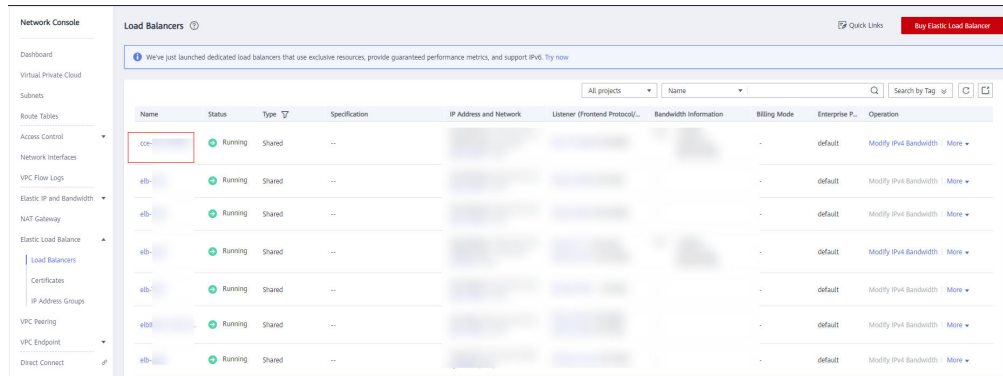 Network Console
Dashboard
Virtual Private Cloud
Subnets
Route Tables
Access Control
Network Interfaces
VPC Flow Logs
Elastic IP and Bandwidth
NAT Gateway
Elastic Load Balance
Load Balancers
Certificates
IP Address Groups
VPC Peering
VPC Endpoint
Direct Connect
Load Balancers
Quick Links
Buy Elastic Load Balancer
We've just launched dedicated load balancers that use exclusive resources, provide guaranteed performance metrics, and support IPv6. Try now
All projects Name Search by Tag
Name Status Type Specification IP Address and Network Listener (Frontend Protocol/... Bandwidth Information Billing Mode Enterprise P... Operation
cce- Running Shared -- - default Modify IPv4 Bandwidth More
elb- Running Shared -- - default Modify IPv4 Bandwidth More
elb- Running Shared -- - default Modify IPv4 Bandwidth More
elb- Running Shared -- - default Modify IPv4 Bandwidth More
elb- Running Shared -- - default Modify IPv4 Bandwidth More
Running Shared -- - default Modify IPv4 Bandwidth More
elb- Running Shared -- - default Modify IPv4 Bandwidth More